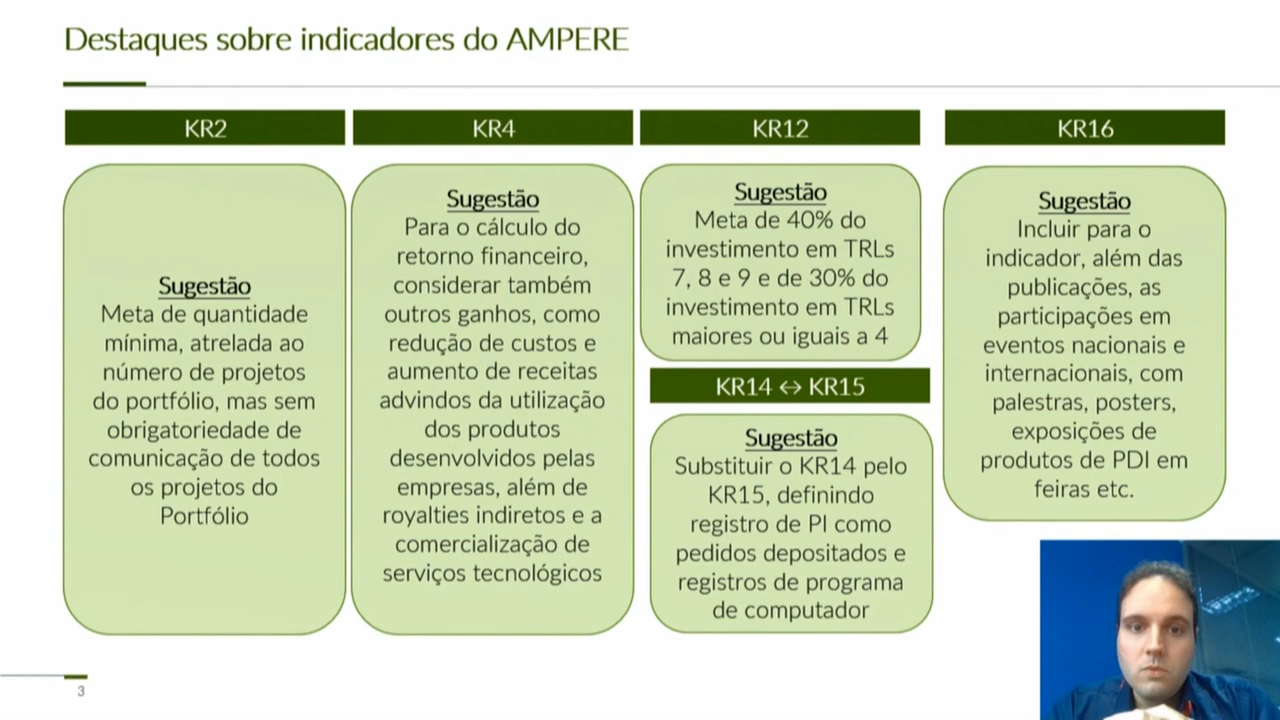 Destaques sobre indicadores do AMPERE
KR2
Sugestão
Meta de quantidade
mínima, atrelada ao
número de projetos
do portfólio, mas sem
obrigatoriedade de
comunicação de todos
os projetos do
Portfólio
KR4
Sugestão
Para o cálculo do
retorno financeiro,
considerar também
outros ganhos, como
redução de custos e
aumento de receitas
advindos da utilização
dos produtos
desenvolvidos pelas
empresas, além de
royalties indiretos e a
comercialização de
serviços tecnológicos
KR12
Sugestão
Meta de 40% do
investimento em TRLs
7, 8 e 9 e de 30% do
investimento em TRLs
maiores ou iguais a 4
KR14 ↔ KR15
Sugestão
Substituir o KR14 pelo
KR15, definindo
registro de PI como
pedidos depositados e
registros de programa
de computador
KR16
Sugestão
Incluir para o
indicador, além das
publicações, as
participações em
eventos nacionais e
internacionais, com
palestras, posters,
exposições de
produtos de PDI em
feiras etc.
3